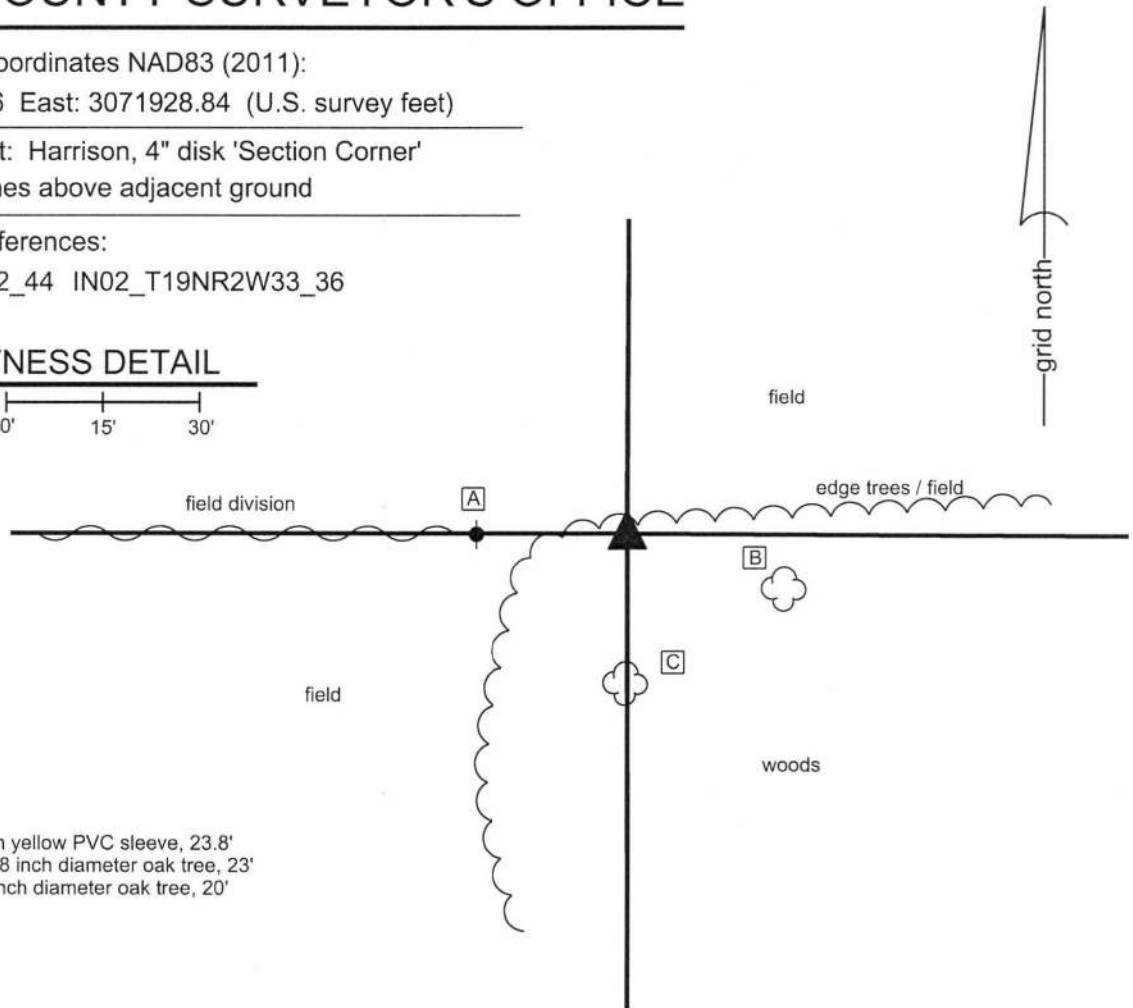 COUNTY SURVEYOR'S OFFICE
oordinates NAD83 (2011):
6 East: 3071928.84 (U.S. survey feet)
t: Harrison, 4" disk 'Section Corner'
nes above adjacent ground
ferences:
2_44 IN02_T19NR2W33_36
NESS DETAIL
0' 15' 30'
grid north
field
field division
A
edge trees / field
B
C
field
woods
n yellow PVC sleeve, 23.8'
8 inch diameter oak tree, 23'
nch diameter oak tree, 20'